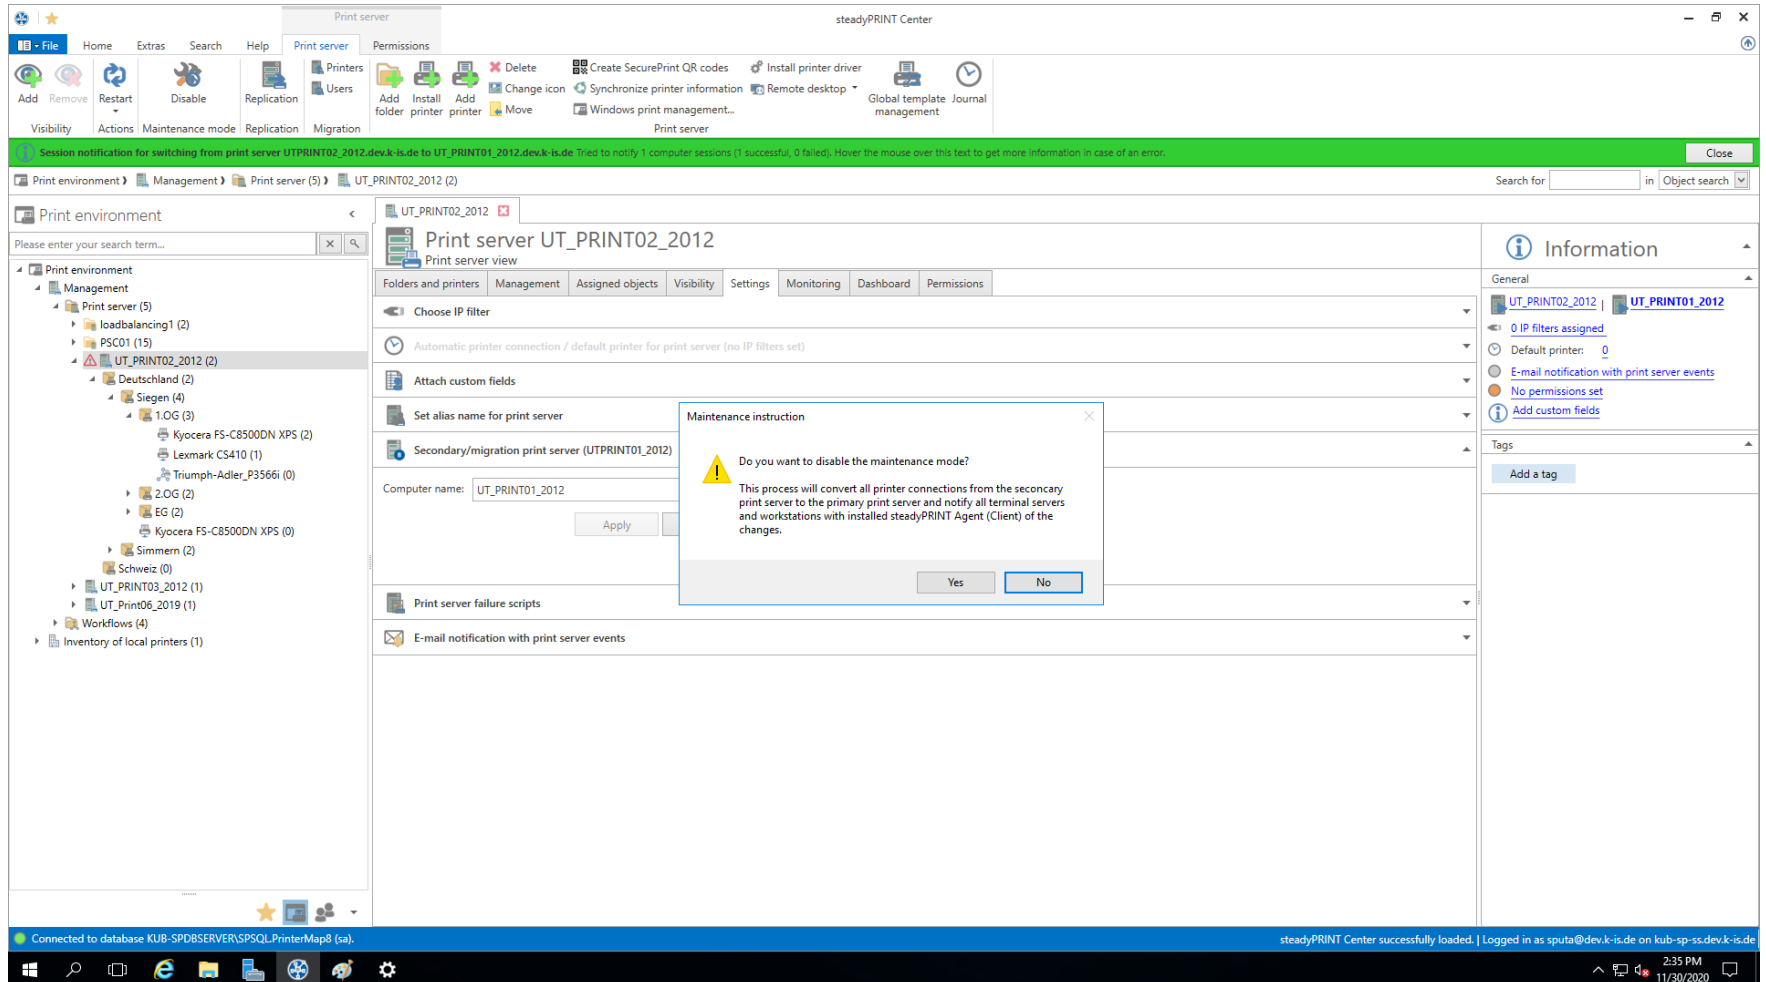 Print server
steadyPRINT Center
File Home Extras Search Help Print server Permissions
Add
Remove
Visibility
Restart
Actions
Disable
Maintenance mode
Replication
Replication
Printers
Users
Migration
Add folder
Install printer
Add printer
Delete
Change icon
Move
Create SecurePrint QR codes
Synchronize printer information
Windows print management...
Install printer driver
Remote desktop
Global template management
Journal
Print server
Session notification for switching from print server UTPRINT02_2012.dev.k-is.de to UT_PRINT01_2012.dev.k-is.de Tried to notify 1 computer sessions (1 successful, 0 failed). Hover the mouse over this text to get more information in case of an error.
Close
Print environment Management Print server (5) UT_PRINT02_2012 (2)
Search for in Object search
Print environment
Please enter your search term...
Print environment
Management
Print server (5)
loadbalancing1 (2)
PSC01 (15)
UT_PRINT02_2012 (2)
Deutschland (2)
Siegen (4)
1.OG (3)
Kyocera FS-C8500DN XPS (2)
Lexmark CS410 (1)
Triumph-Adler_P3566i (0)
2.OG (2)
EG (2)
Kyocera FS-C8500DN XPS (0)
Simmern (2)
Schweiz (0)
UT_PRINT03_2012 (1)
UT_Print06_2019 (1)
Workflows (4)
Inventory of local printers (1)
UT_PRINT02_2012
Print server UT_PRINT02_2012
Print server view
Folders and printers Management Assigned objects Visibility Settings Monitoring Dashboard Permissions
Choose IP filter
Automatic printer connection / default printer for print server (no IP filters set)
Attach custom fields
Set alias name for print server
Secondary/migration print server (UTPRINT01_2012)
Computer name: UT_PRINT01_2012
Apply
Print server failure scripts
E-mail notification with print server events
Maintenance instruction
Do you want to disable the maintenance mode?
This process will convert all printer connections from the seconcary
print server to the primary print server and notify all terminal servers
and workstations with installed steadyPRINT Agent (Client) of the
changes.
Yes No
Information
General
UT_PRINT02_2012 | UT_PRINT01_2012
0 IP filters assigned
Default printer: 0
E-mail notification with print server events
No permissions set
Add custom fields
Tags
Add a tag
Connected to database KUB-SPDBSERVER\SPSQL.PrinterMap8 (sa).
steadyPRINT Center successfully loaded. | Logged in as sputa@dev.k-is.de on kub-sp-ss.dev.k-is.de
2:35 PM
11/30/2020